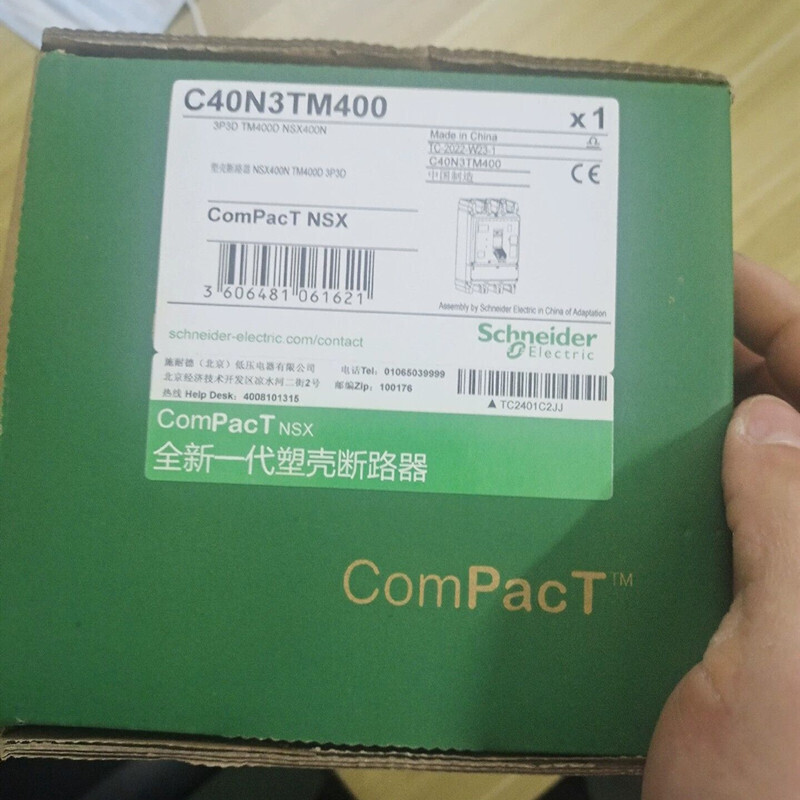 C40N3TM400
x1
3P3D TM400D NSX400N
塑壳断路器 NSX400N TM400D 3P3D
Made in China
TC-2022-W23-1
C40N3TM400
中国制造
CE
ComPacT NSX
3 606481 061621
Assembly by Schneider Electric in China of Adaptation
schneider-electric.com/contact
Schneider
Electric
施耐德（北京）低压电器有限公司
北京经济技术开发区凉水河二街2号
热线 Help Desk: 4008101315
电话Tel: 01065039999
邮编Zip: 100176
▲ TC2401C2JJ
ComPacT NSX
全新一代塑壳断路器
ComPacT™